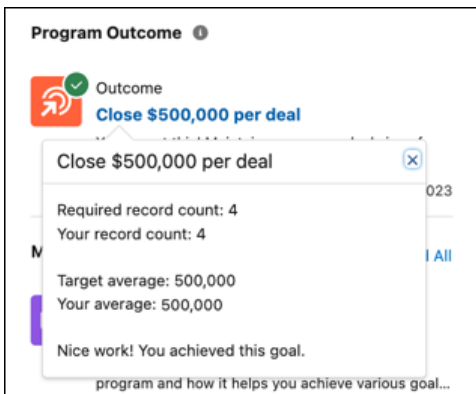 Program Outcome
Outcome
Close $500,000 per deal
Close $500,000 per deal
023
Required record count: 4
Your record count: 4
M
All
Target average: 500,000
Your average: 500,000
Nice work! You achieved this goal.
program and how it helps you achieve various goal...